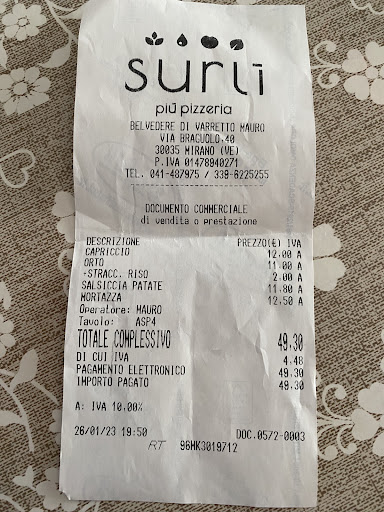 surlì
più pizzeria
BELVEDERE DI VARRETTO MAURO
VIA BRAGUOLO,40
30035 MIRANO (VE)
P.IVA 01478940271
TEL. 041-487975 / 339-6225255
DOCUMENTO COMMERCIALE
di vendita o prestazione
DESCRIZIONE PREZZO(€) IVA
CAPRICCIO 12,00 A
ORTO 11,00 A
+STRACC. RISO 2,00 A
SALSICCIA PATATE 11,80 A
MORTAZZA 12,50 A
Operatore: MAURO
Tavolo: ASP4
TOTALE COMPLESSIVO 49,30
DI CUI IVA 4,48
PAGAMENTO ELETTRONICO 49,30
IMPORTO PAGATO 49,30
A: IVA 10,00%
26/01/23 19:50 DOC.0572-0003
RT 96HK3019712